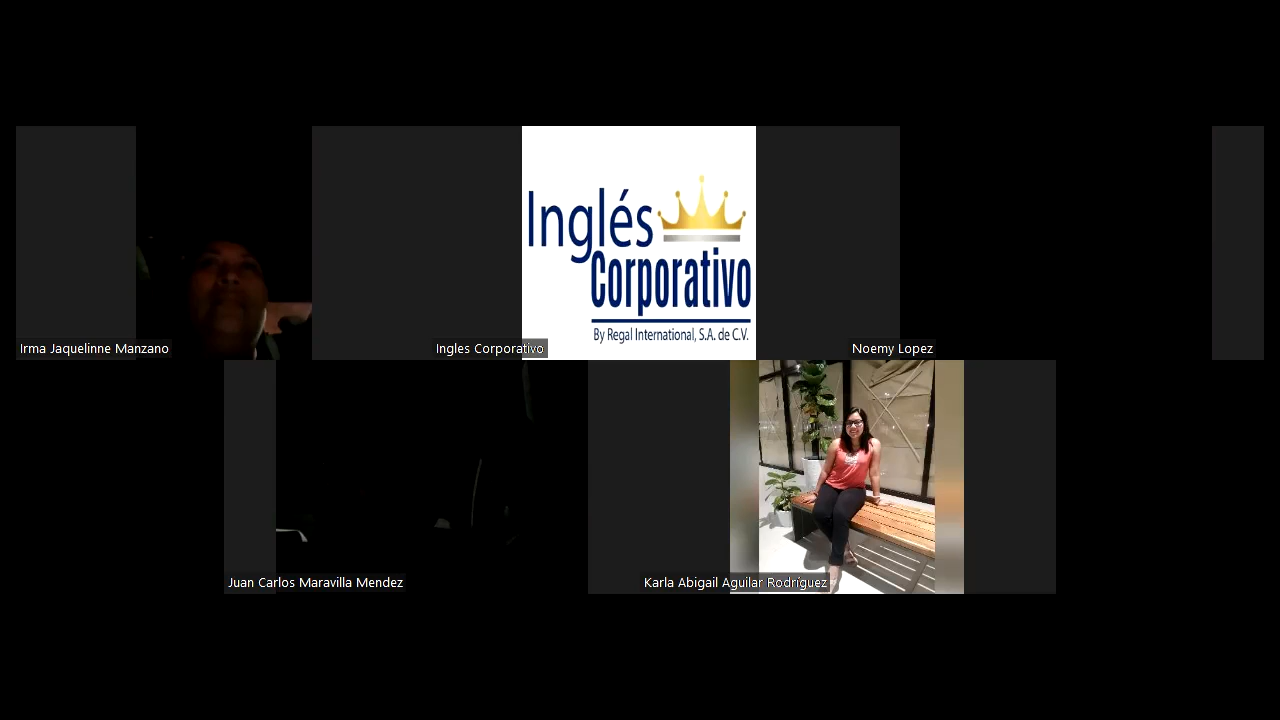 Inglés
Corporativo
By Regal International, S.A. de C.V.
Irma Jaquelinne Manzano
Ingles Corporativo
Noemy Lopez
Juan Carlos Maravilla Mendez
Karla Abigail Aguilar Rodríguez